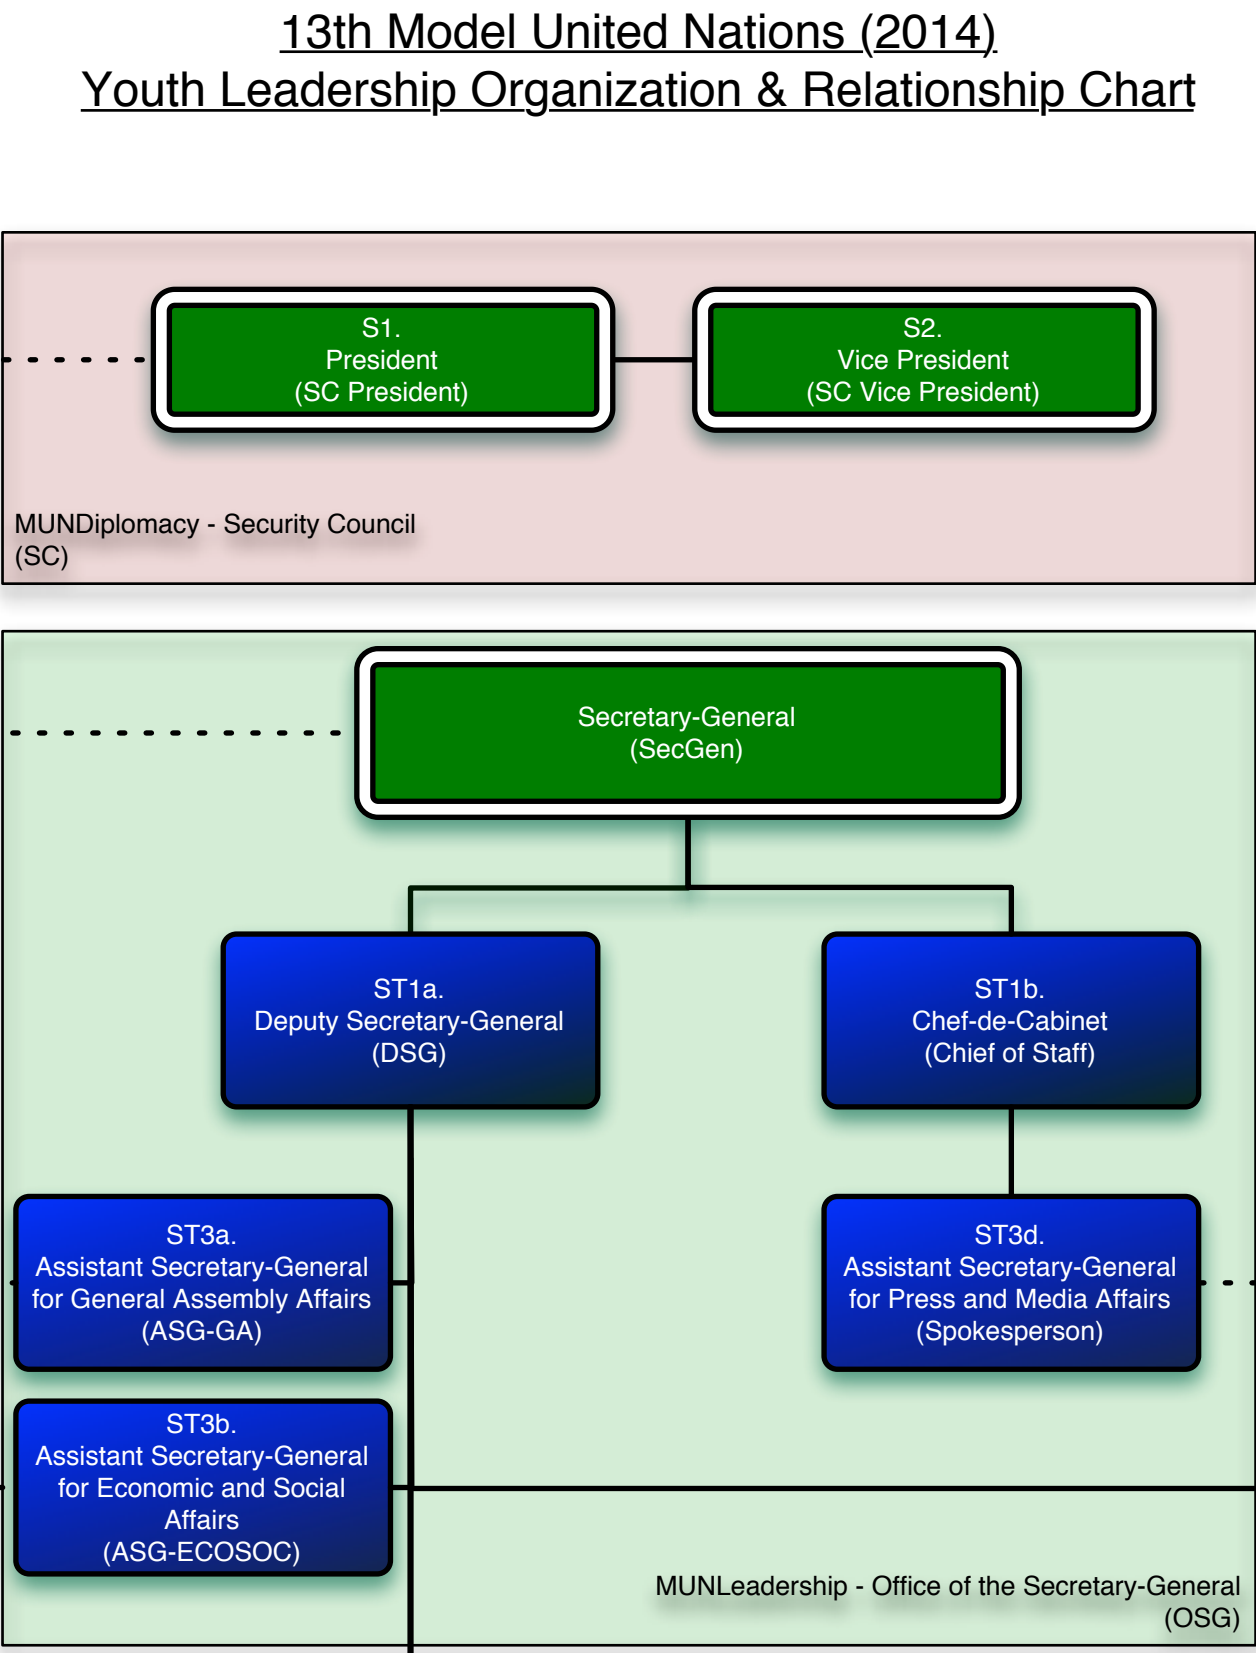 13th Model United Nations (2014)
Youth Leadership Organization & Relationship Chart
S1.
President
(SC President)
S2.
Vice President
(SC Vice President)
MUNDiplomacy - Security Council
(SC)
Secretary-General
(SecGen)
ST1a.
Deputy Secretary-General
(DSG)
ST1b.
Chef-de-Cabinet
(Chief of Staff)
ST3a.
Assistant Secretary-General
for General Assembly Affairs
(ASG-GA)
ST3d.
Assistant Secretary-General
for Press and Media Affairs
(Spokesperson)
ST3b.
Assistant Secretary-General
for Economic and Social
Affairs
(ASG-ECOSOC)
MUNLeadership - Office of the Secretary-General
(OSG)